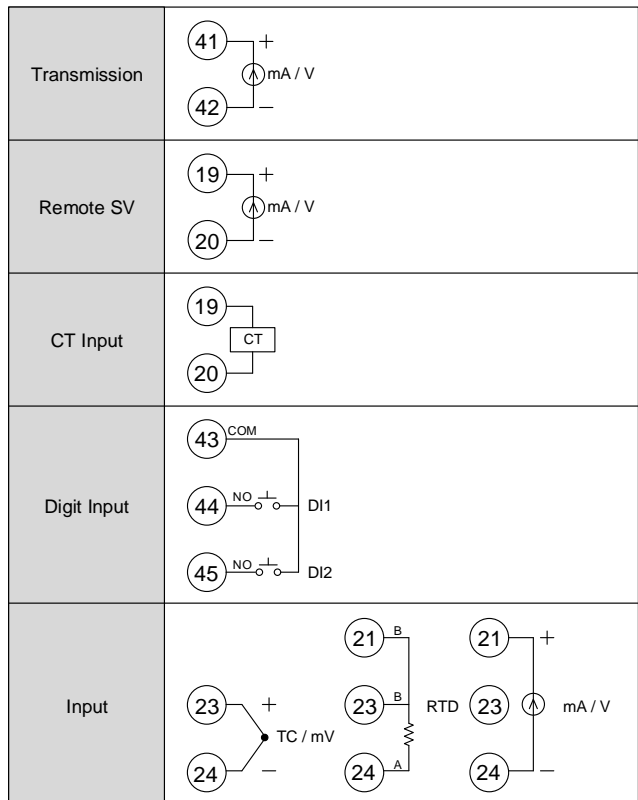 Transmission
41 +
mA / V
42 −
Remote SV
19 +
mA / V
20 −
CT Input
19
CT
20
Digit Input
43 COM
44 NO DI1
45 NO DI2
Input
21 B 21 +
23 + 23 B RTD 23 mA / V
TC / mV
24 − 24 A 24 −